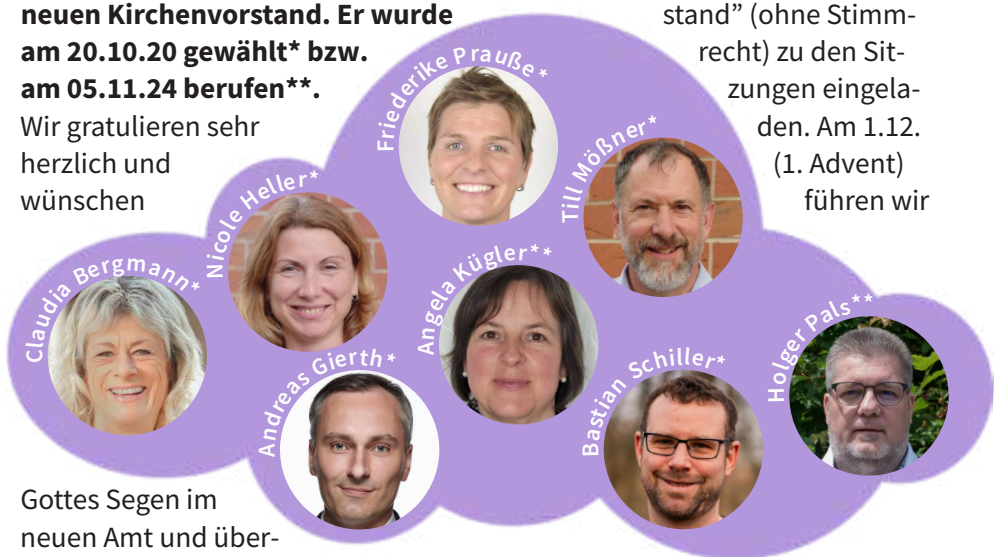 neuen Kirchenvorstand. Er wurde
am 20.10.20 gewählt* bzw.
am 05.11.24 berufen**.
Wir gratulieren sehr
herzlich und
wünschen
Claudia Bergmann*
Nicole Heller*
Friederike Prauße*
Till Mößner*
Andreas Gierth*
Angela Kügler**
Bastian Schiller*
Holger Pals**
Gottes Segen im
neuen Amt und über-
stand” (ohne Stimm-
recht) zu den Sit-
zungen eingela-
den. Am 1.12.
(1. Advent)
führen wir